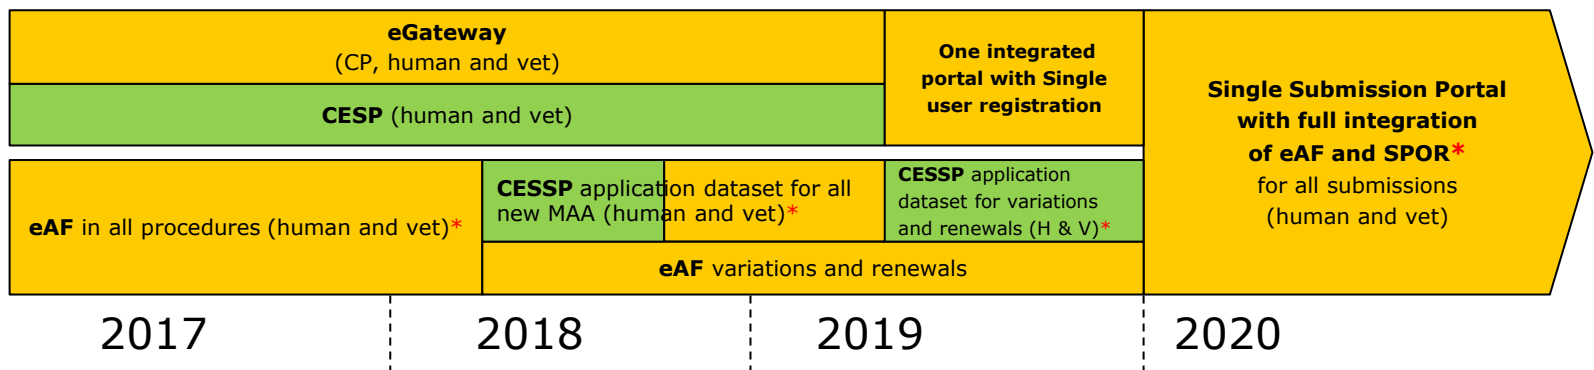 eGateway
(CP, human and vet)
CESP (human and vet)
One integrated
portal with Single
user registration
Single Submission Portal
with full integration
of eAF and SPOR*
for all submissions
(human and vet)
eAF in all procedures (human and vet)*
CESSP application dataset for all
new MAA (human and vet)*
CESSP application
dataset for variations
and renewals (H & V)*
eAF variations and renewals
2017
2018
2019
2020